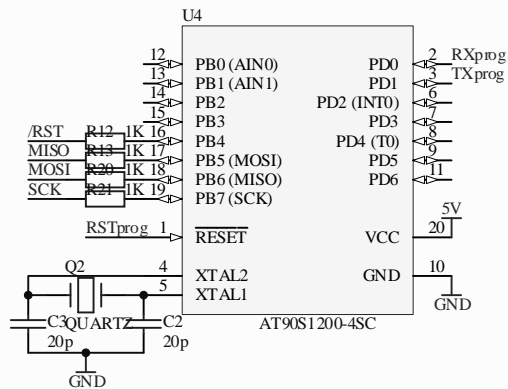 U4
12 PB0 (AIN0) PD0 2 RXprog
13 PB1 (AIN1) PD1 3 TXprog
14 PB2 PD2 (INT0) 6
15 PB3 PD3 7
/RST R12 1K 16 PB4 PD4 (T0) 8
MISO R13 1K 17 PB5 (MOSI) PD5 9
MOSI R20 1K 18 PB6 (MISO) PD6 11
SCK R21 1K 19 PB7 (SCK)
5V
RSTprog 1 RESET VCC 20
Q2 4 XTAL2 GND 10
5 XTAL1
GND
C3 QUARTZ C2 AT90S1200-4SC
20p 20p
GND